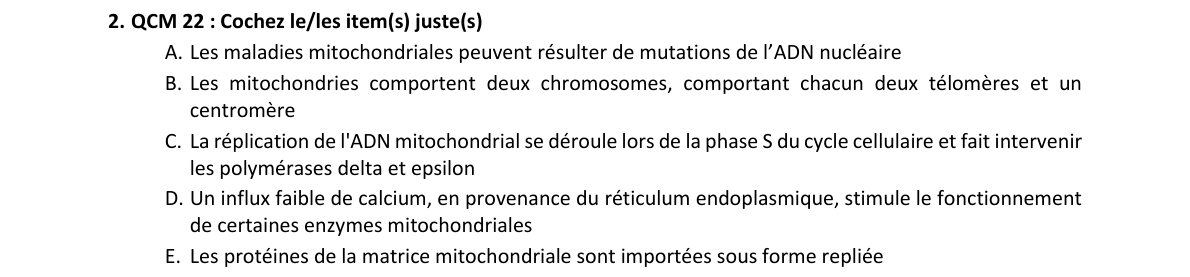 2. QCM 22 : Cochez le/les item(s) juste(s)
A. Les maladies mitochondriales peuvent résulter de mutations de l’ADN nucléaire
B. Les mitochondries comportent deux chromosomes, comportant chacun deux télomères et un
centromère
C. La réplication de l'ADN mitochondrial se déroule lors de la phase S du cycle cellulaire et fait intervenir
les polymérases delta et epsilon
D. Un influx faible de calcium, en provenance du réticulum endoplasmique, stimule le fonctionnement
de certaines enzymes mitochondriales
E. Les protéines de la matrice mitochondriale sont importées sous forme repliée